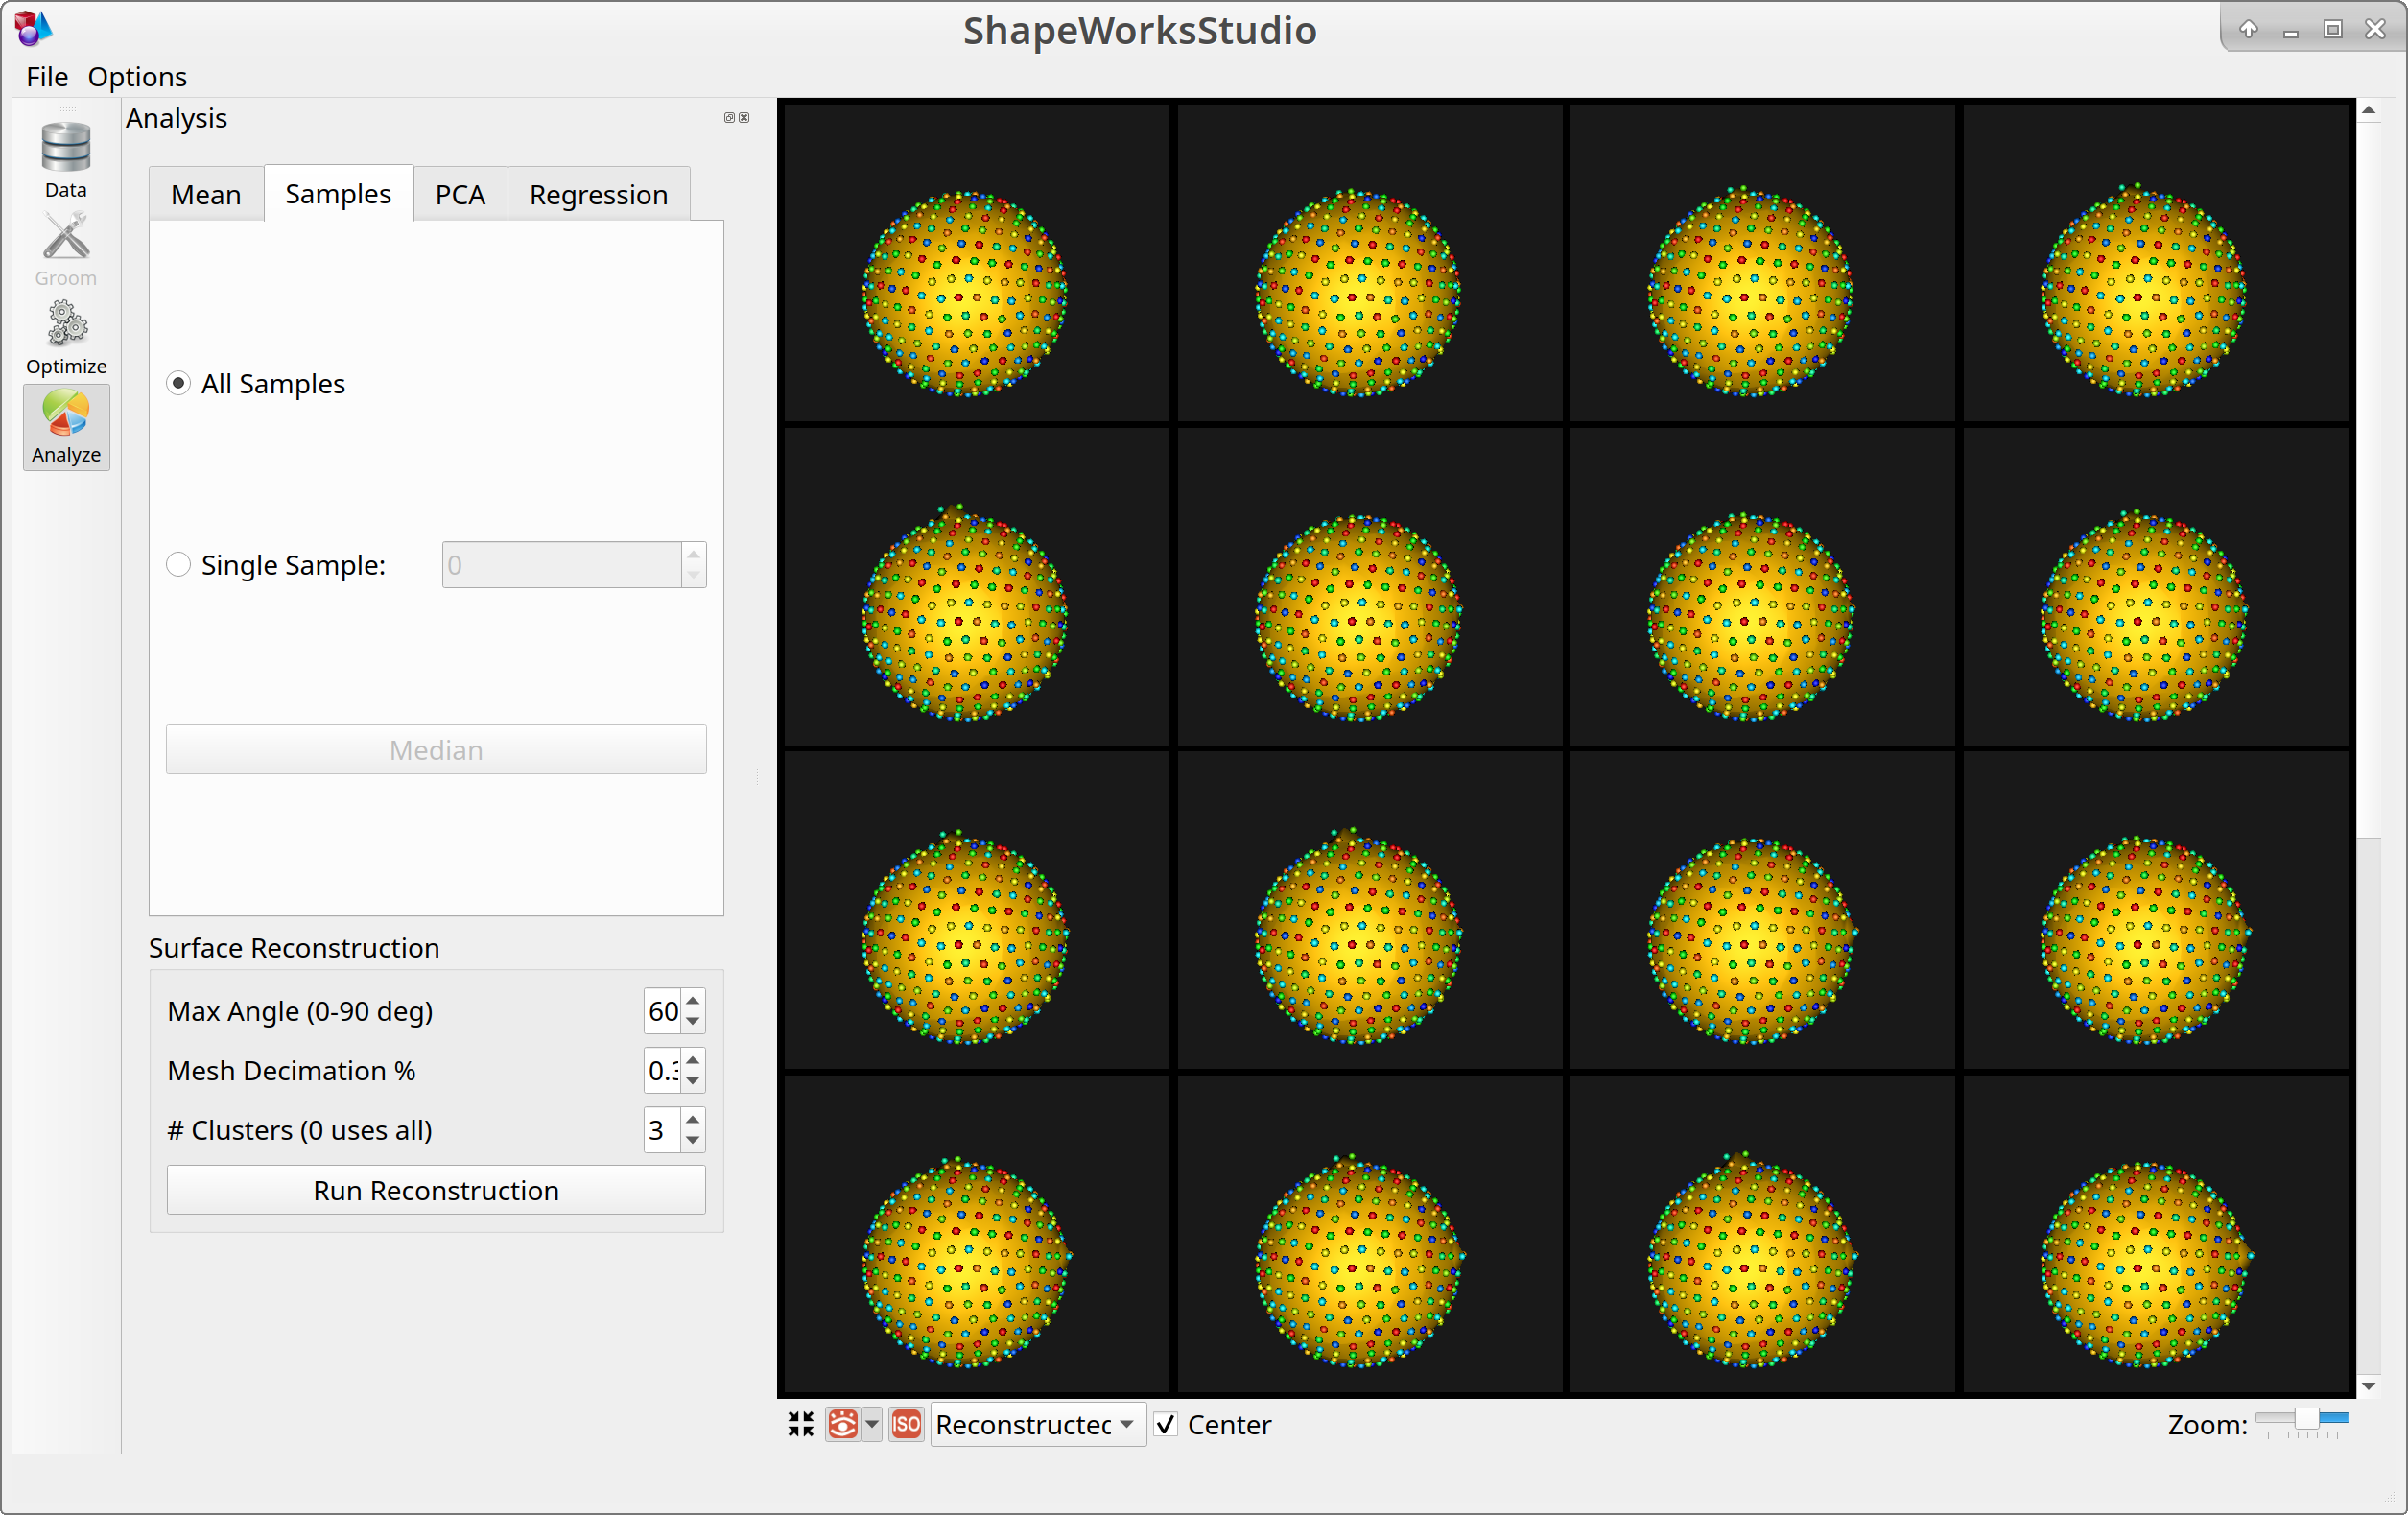 ShapeWorksStudio
File Options
Data
Groom
Optimize
Analyze
Analysis
Mean Samples PCA Regression
All Samples
Single Sample: 0
Median
Surface Reconstruction
Max Angle (0-90 deg) 60
Mesh Decimation %
# Clusters (0 uses all) 3
Run Reconstruction
ISO Center Zoom: